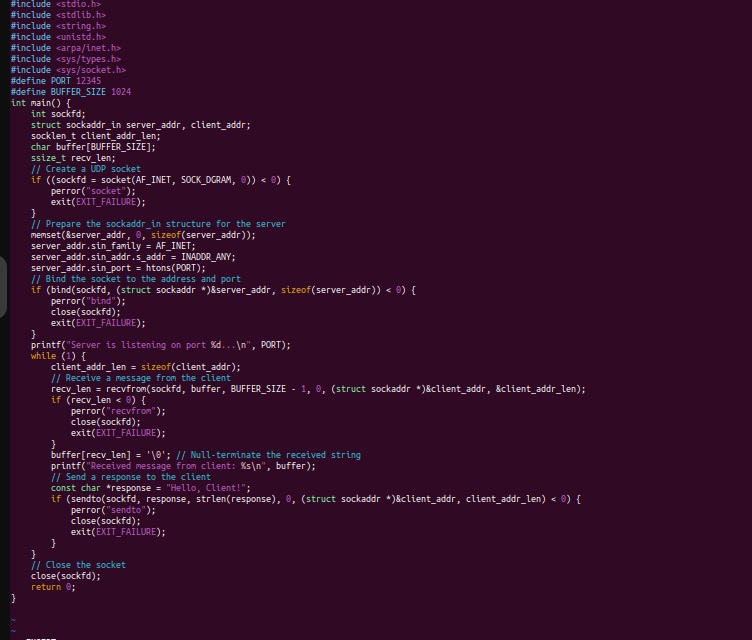 #include <stdio.h>
#include <stdlib.h>
#include <string.h>
#include <unistd.h>
#include <arpa/inet.h>
#include <sys/types.h>
#include <sys/socket.h>
#define PORT 12345
#define BUFFER_SIZE 1024
int main() {
    int sockfd;
    struct sockaddr_in server_addr, client_addr;
    socklen_t client_addr_len;
    char buffer[BUFFER_SIZE];
    ssize_t recv_len;
    // Create a UDP socket
    if ((sockfd = socket(AF_INET, SOCK_DGRAM, 0)) < 0) {
        perror("socket");
        exit(EXIT_FAILURE);
    }
    // Prepare the sockaddr_in structure for the server
    memset(&server_addr, 0, sizeof(server_addr));
    server_addr.sin_family = AF_INET;
    server_addr.sin_addr.s_addr = INADDR_ANY;
    server_addr.sin_port = htons(PORT);
    // Bind the socket to the address and port
    if (bind(sockfd, (struct sockaddr *)&server_addr, sizeof(server_addr)) < 0) {
        perror("bind");
        close(sockfd);
        exit(EXIT_FAILURE);
    }
    printf("Server is listening on port %d...\n", PORT);
    while (1) {
        client_addr_len = sizeof(client_addr);
        // Receive a message from the client
        recv_len = recvfrom(sockfd, buffer, BUFFER_SIZE - 1, 0, (struct sockaddr *)&client_addr, &client_addr_len);
        if (recv_len < 0) {
            perror("recvfrom");
            close(sockfd);
            exit(EXIT_FAILURE);
        }
        buffer[recv_len] = '\0'; // Null-terminate the received string
        printf("Received message from client: %s\n", buffer);
        // Send a response to the client
        const char *response = "Hello, Client!";
        if (sendto(sockfd, response, strlen(response), 0, (struct sockaddr *)&client_addr, client_addr_len) < 0) {
            perror("sendto");
            close(sockfd);
            exit(EXIT_FAILURE);
        }
    }
    // Close the socket
    close(sockfd);
    return 0;
}
~
~